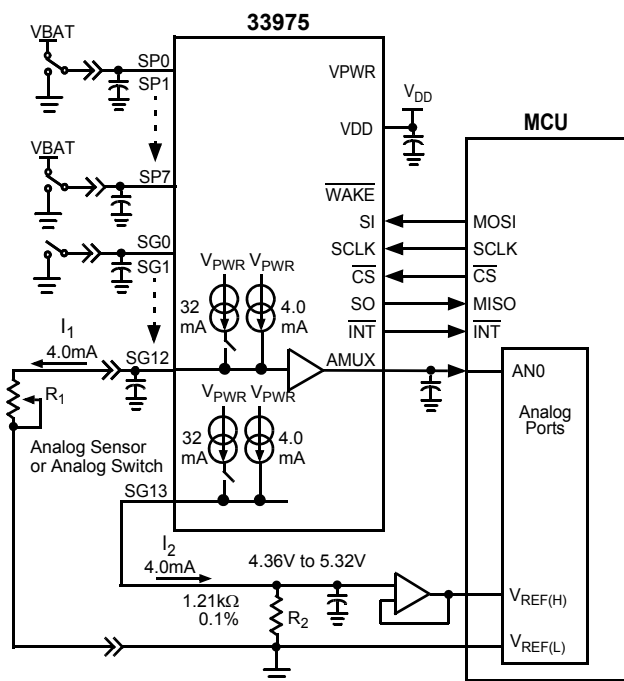 33975
VBAT
SP0
SP1
VPWR
VDD
VDD
MCU
VBAT
SP7
WAKE
SI
MOSI
SG0
SG1
SCLK
SCLK
CS
CS
VPWR VPWR
SO
MISO
32 mA
4.0 mA
INT
INT
I1
4.0mA
SG12
AMUX
AN0
R1
VPWR VPWR
Analog Ports
Analog Sensor
or Analog Switch
32 mA
4.0 mA
SG13
I2
4.0mA
4.36V to 5.32V
1.21kΩ
0.1%
R2
VREF(H)
VREF(L)